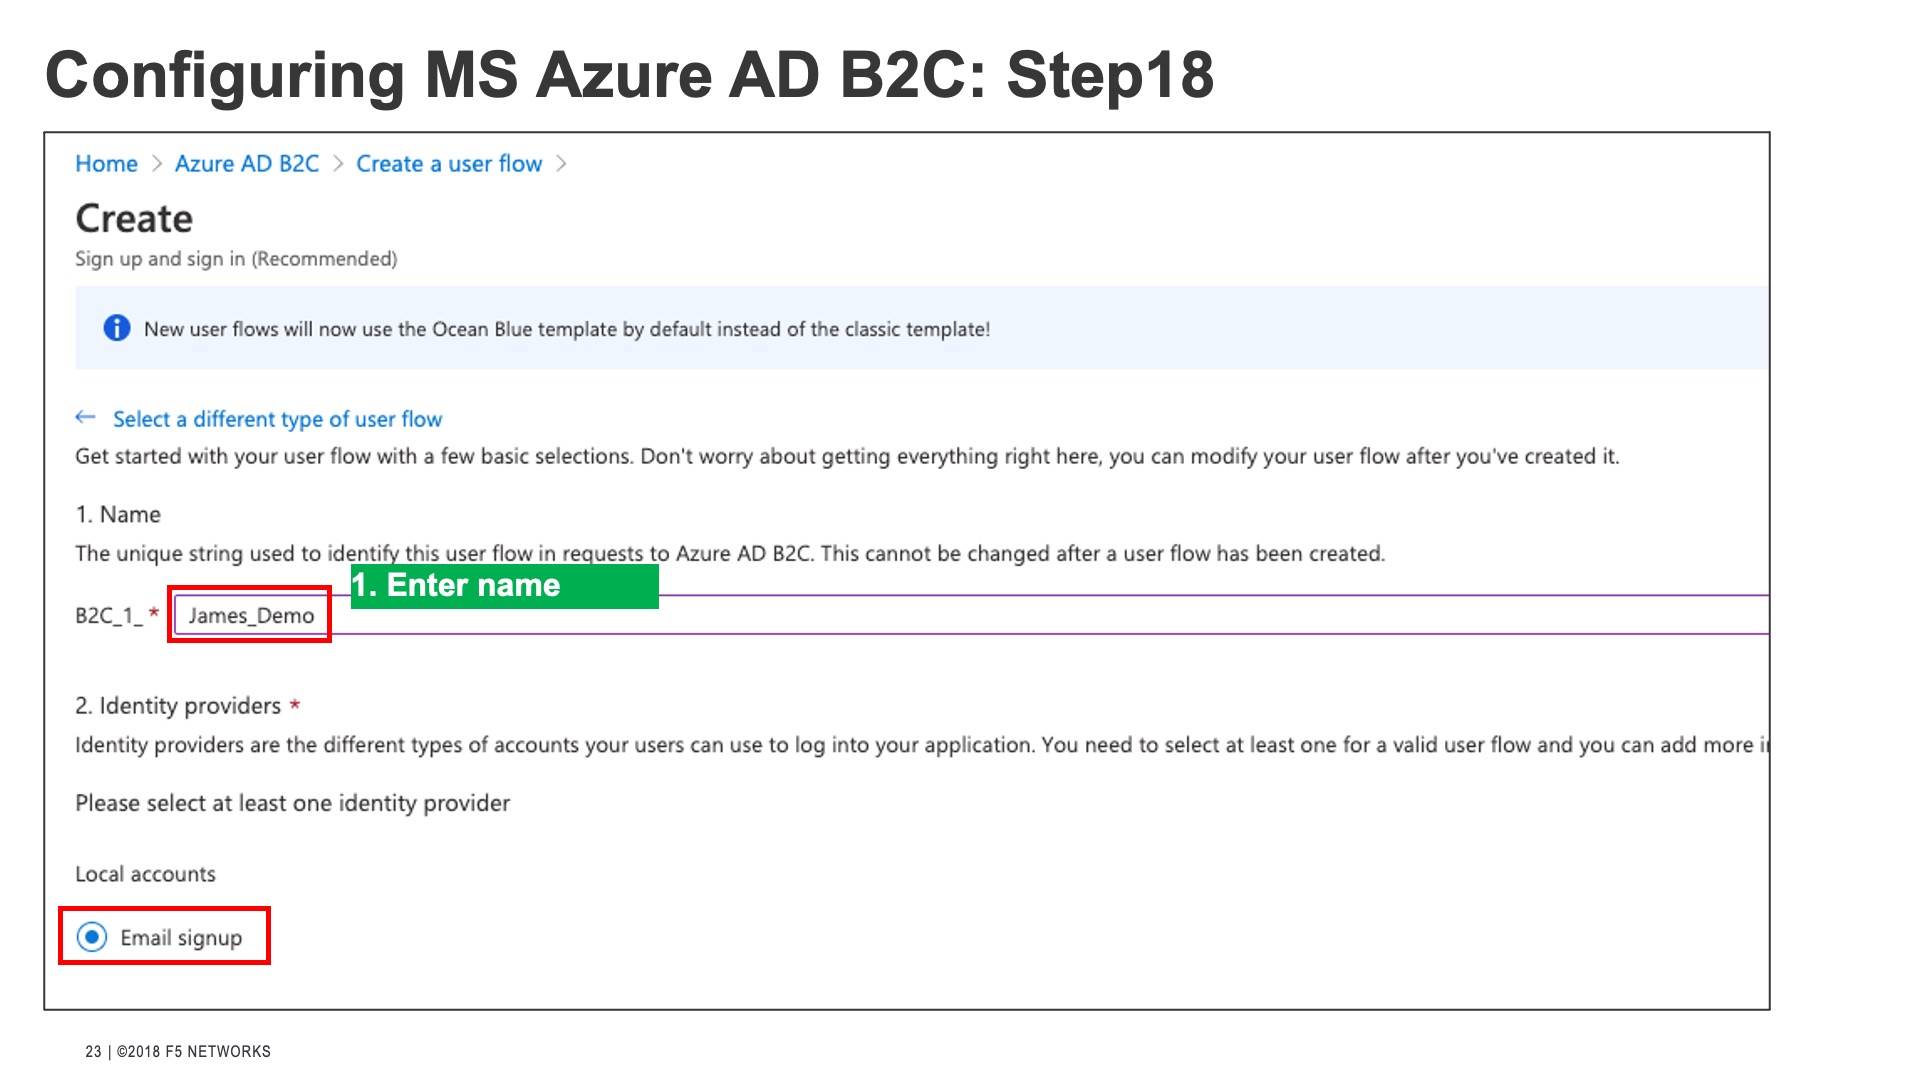 Configuring MS Azure AD B2C: Step18
Home > Azure AD B2C > Create a user flow >
Create
Sign up and sign in (Recommended)
New user flows will now use the Ocean Blue template by default instead of the classic template!
← Select a different type of user flow
Get started with your user flow with a few basic selections. Don't worry about getting everything right here, you can modify your user flow after you've created it.
1. Name
The unique string used to identify this user flow in requests to Azure AD B2C. This cannot be changed after a user flow has been created.
1. Enter name
B2C_1_ * James_Demo
2. Identity providers *
Identity providers are the different types of accounts your users can use to log into your application. You need to select at least one for a valid user flow and you can add more
Please select at least one identity provider
Local accounts
Email signup
23 | ©2018 F5 NETWORKS